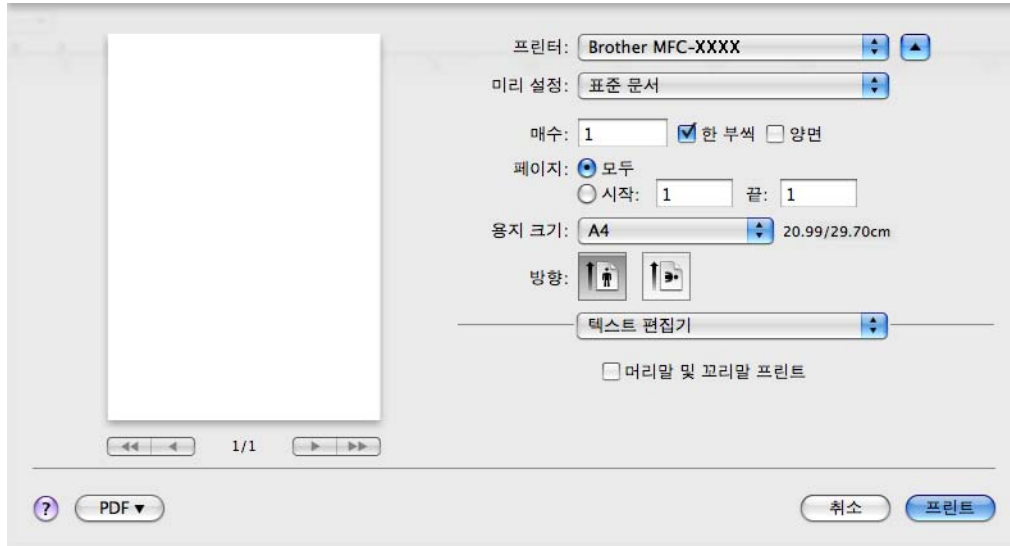 프린터: Brother MFC-XXXX
미리 설정: 표준 문서
매수: 1 한 부씩 양면
페이지: 모두
시작: 1 끝: 1
용지 크기: A4 20.99/29.70cm
방향:
텍스트 편집기
머리말 및 꼬리말 프린트
1/1
? PDF ▼ 취소 프린트